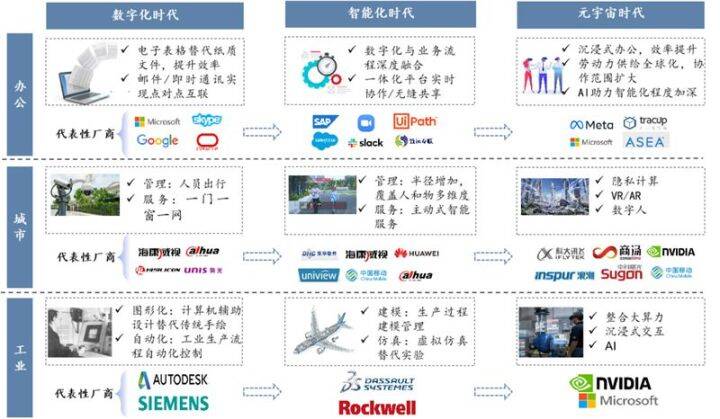 数字化时代
智能化时代
元宇宙时代
办公
电子表格替代纸质
文件，提升效率
邮件/即时通讯实
现点对点互联
数字化与业务流
程深度融合
一体化平台实时
协作/无缝共享
沉浸式办公，效率提升
劳动力供给全球化，协
作范围扩大
AI助力智能化程度加深
代表性厂商
Microsoft
skype
Google
SAP
UiPath
salesforce
slack
Meta
tracup
Microsoft
ASEA
城市
管理：人员出行
服务：一门一
窗一网
管理：半径增加，
覆盖人和物多维度
服务：主动式智能
服务
隐私计算
VR/AR
数字人
代表性厂商
海康威视
alhua
HISILICON
UNIS 紫光
DHC 东华软件
海康威视
HUAWEI
uniview
中国移动
China Mobile
alhua
科大讯飞
iFLYTEK
商汤
NVIDIA
inspur 浪潮
中科曙光
Sugon
中国移动
China Mobile
工业
图形化：计算机辅助
设计替代传统手绘
自动化：工业生产流
程自动化控制
建模：生产过程
建模管理
仿真：虚拟仿真
替代实验
整合大算力
沉浸式交互
AI
代表性厂商
AUTODESK
SIEMENS
DASSAULT
SYSTEMES
Rockwell
NVIDIA
Microsoft